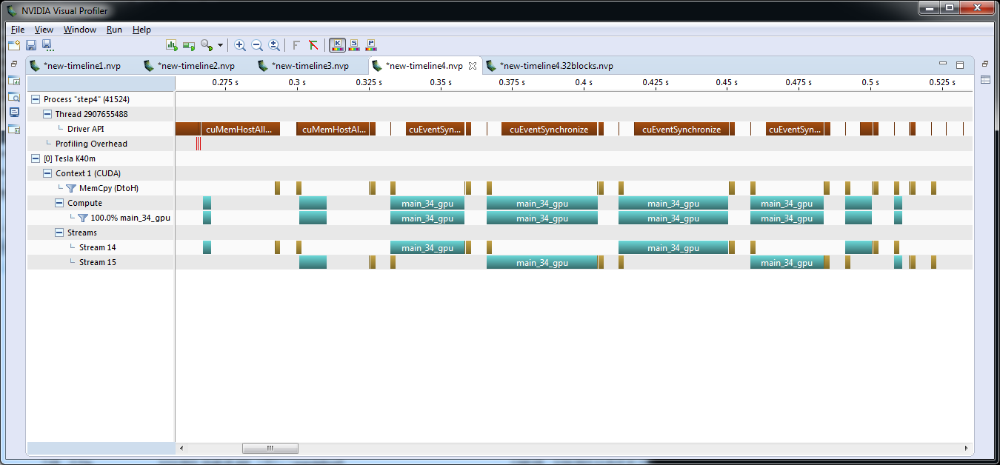 NVIDIA Visual Profiler
File View Window Run Help
F K S P
*new-timeline1.nvp *new-timeline2.nvp *new-timeline3.nvp *new-timeline4.nvp *new-timeline4.32blocks.nvp
0.275 s 0.3 s 0.325 s 0.35 s 0.375 s 0.4 s 0.425 s 0.45 s 0.475 s 0.5 s 0.525 s
Process "step4" (41524)
Thread 2907655488
Driver API cuMemHostAll... cuMemHostAl... cuEventSyn... cuEventSynchronize cuEventSynchronize cuEventSyn...
Profiling Overhead
[0] Tesla K40m
Context 1 (CUDA)
MemCpy (DtoH)
Compute main_34_gpu main_34_gpu main_34_gpu main_34_gpu
100.0% main_34_gpu main_34_gpu main_34_gpu main_34_gpu main_34_gpu
Streams
Stream 14 main_34_gpu main_34_gpu
Stream 15 main_34_gpu main_34_gpu